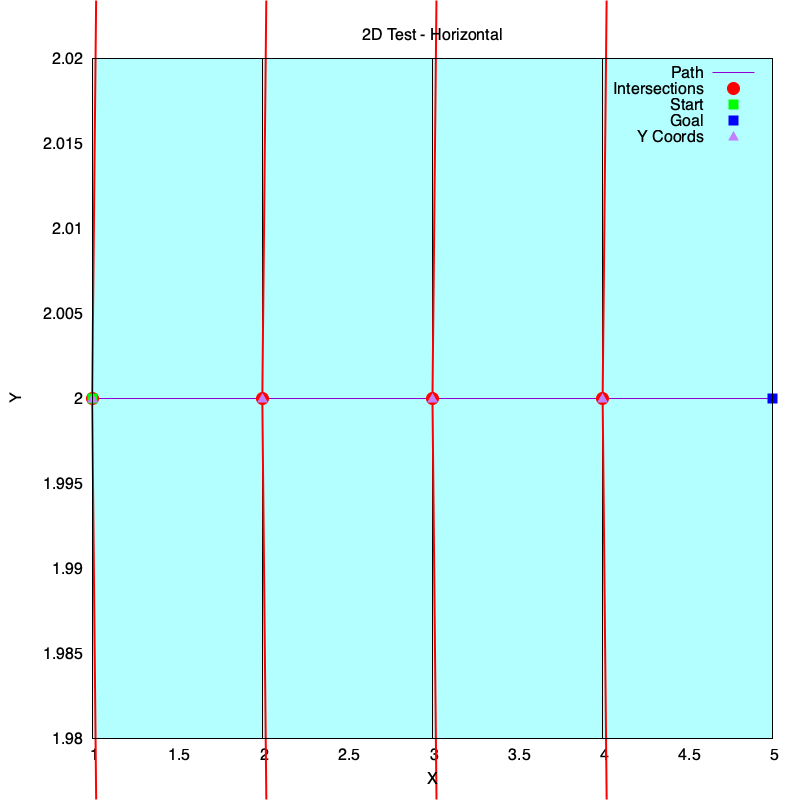 2D Test - Horizontal
2.02
2.015
2.01
2.005
2
1.995
1.99
1.985
1.98
Y
Path
Intersections
Start
Goal
Y Coords
1 1.5 2 2.5 3 3.5 4 4.5 5
X